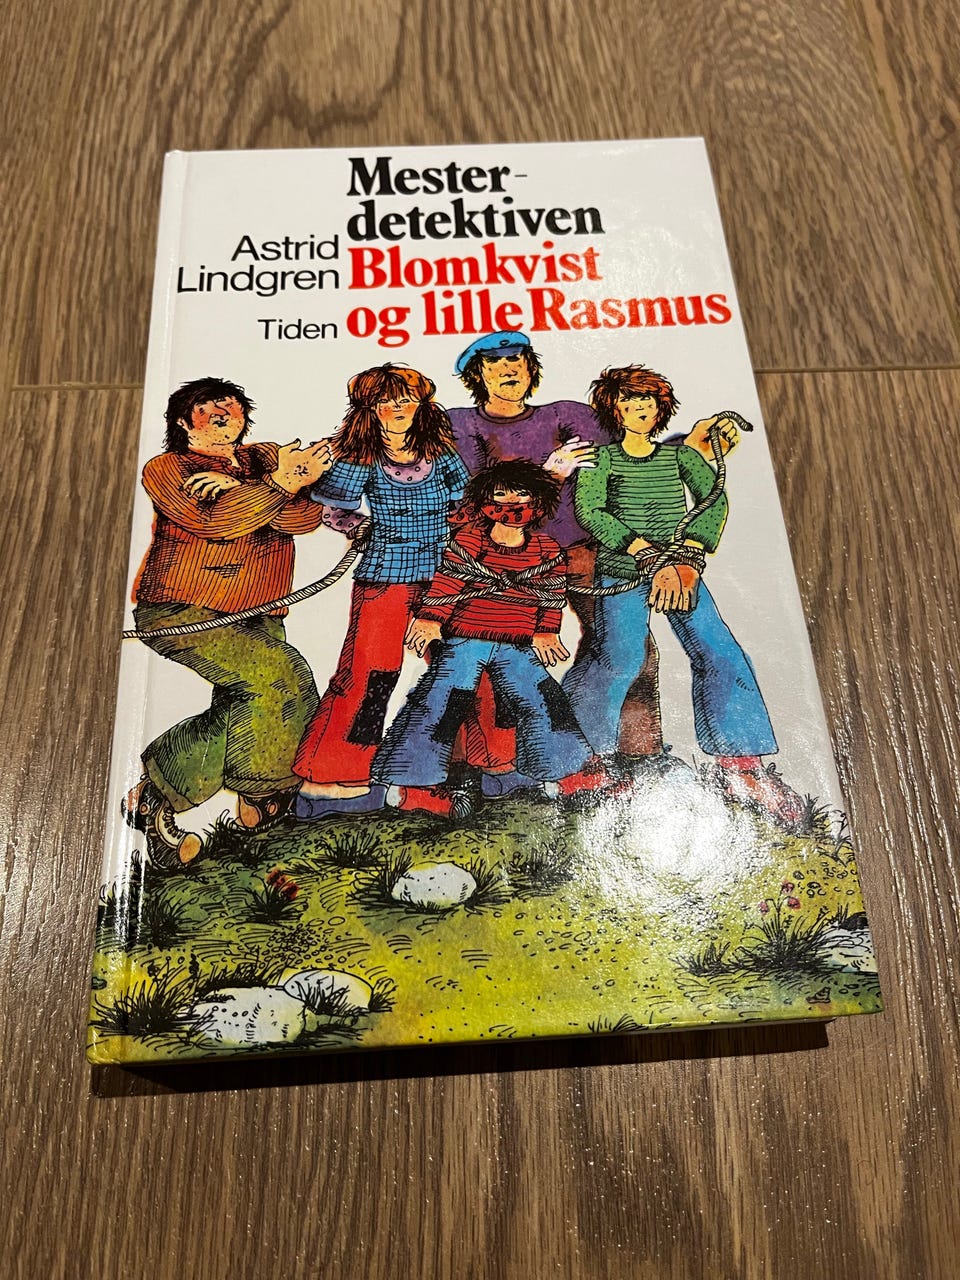 Mester-
detektiven
Blomkvist
og lille Rasmus
Astrid
Lindgren
Tiden